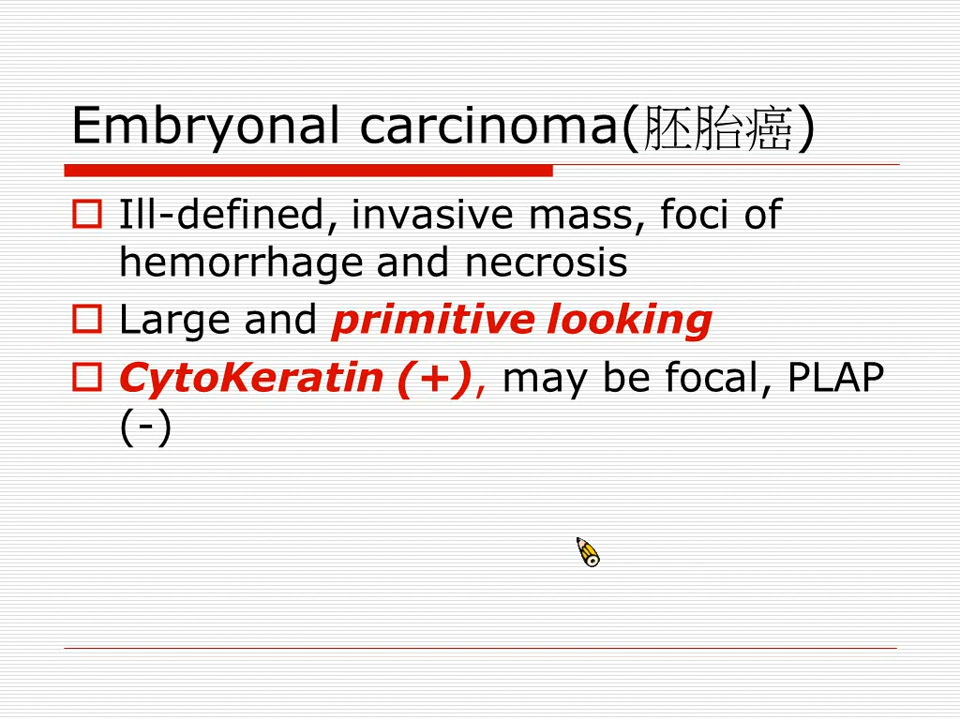 Embryonal carcinoma(胚胎癌)
Ill-defined, invasive mass, foci of
hemorrhage and necrosis
Large and primitive looking
CytoKeratin (+), may be focal, PLAP
(-)